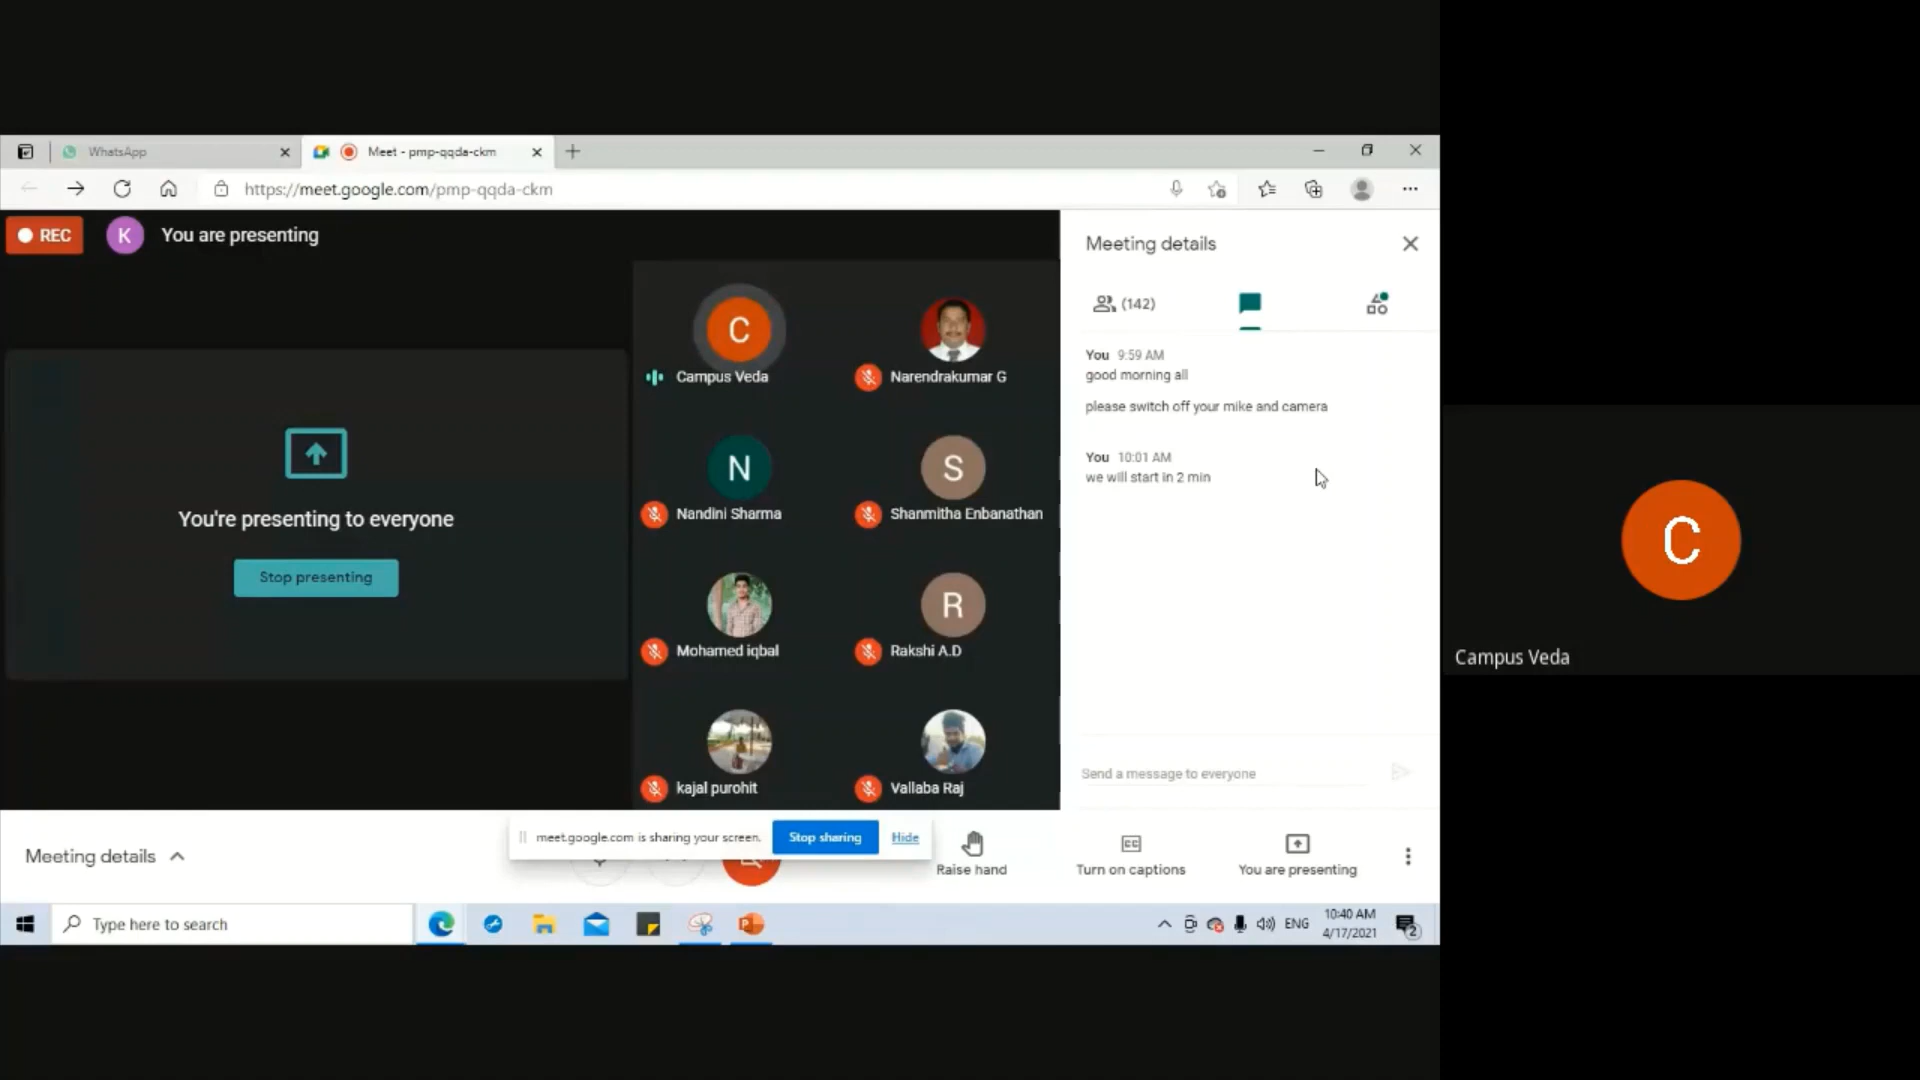 WhatsApp
Meet - pmp-qqda-ckm
https://meet.google.com/pmp-qqda-ckm
REC
K
You are presenting
Meeting details
(142)
C
Campus Veda
Narendrakumar G
N
Nandini Sharma
S
Shanmitha Enbanathan
Mohamed iqbal
R
Rakshi A.D
kajal purohit
Vallaba Raj
You're presenting to everyone
Stop presenting
You 9:59 AM
good morning all
please switch off your mike and camera
You 10:01 AM
we will start in 2 min
Send a message to everyone
C
Campus Veda
Meeting details
meet.google.com is sharing your screen.
Stop sharing
Hide
Raise hand
Turn on captions
You are presenting
Type here to search
ENG
10:40 AM
4/17/2021
2